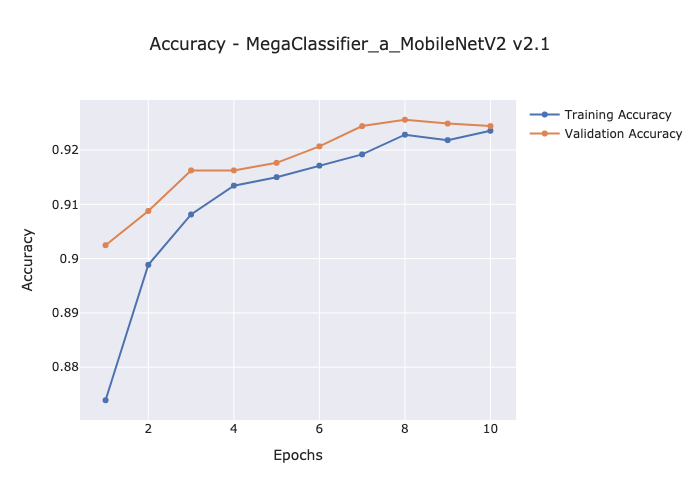 Accuracy - MegaClassifier_a_MobileNetV2 v2.1
Training Accuracy
Validation Accuracy
0.92
0.91
0.9
0.89
0.88
Accuracy
2 4 6 8 10
Epochs